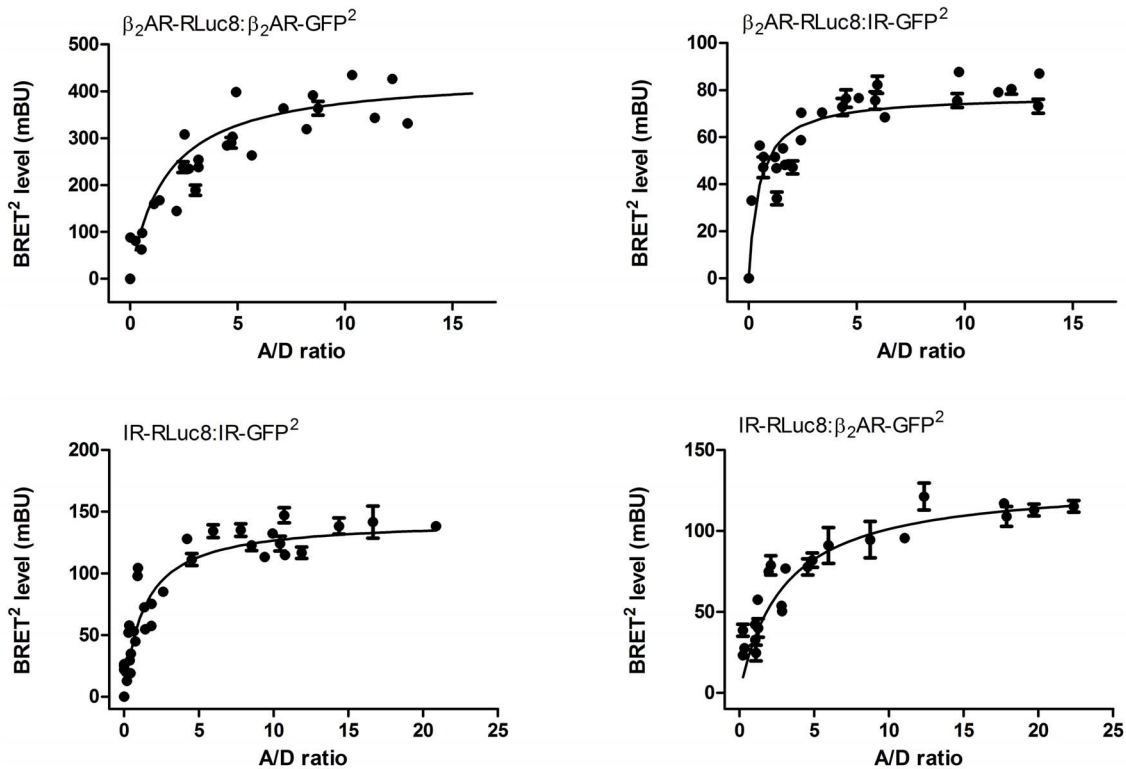 β₂AR-RLuc8:β₂AR-GFP²
500
400
300
200
100
0
BRET² level (mBU)
0 5 10 15
A/D ratio
β₂AR-RLuc8:IR-GFP²
100
80
60
40
20
0
BRET² level (mBU)
0 5 10 15
A/D ratio
IR-RLuc8:IR-GFP²
200
150
100
50
0
BRET² level (mBU)
0 5 10 15 20 25
A/D ratio
IR-RLuc8:β₂AR-GFP²
150
100
50
0
BRET² level (mBU)
0 5 10 15 20 25
A/D ratio